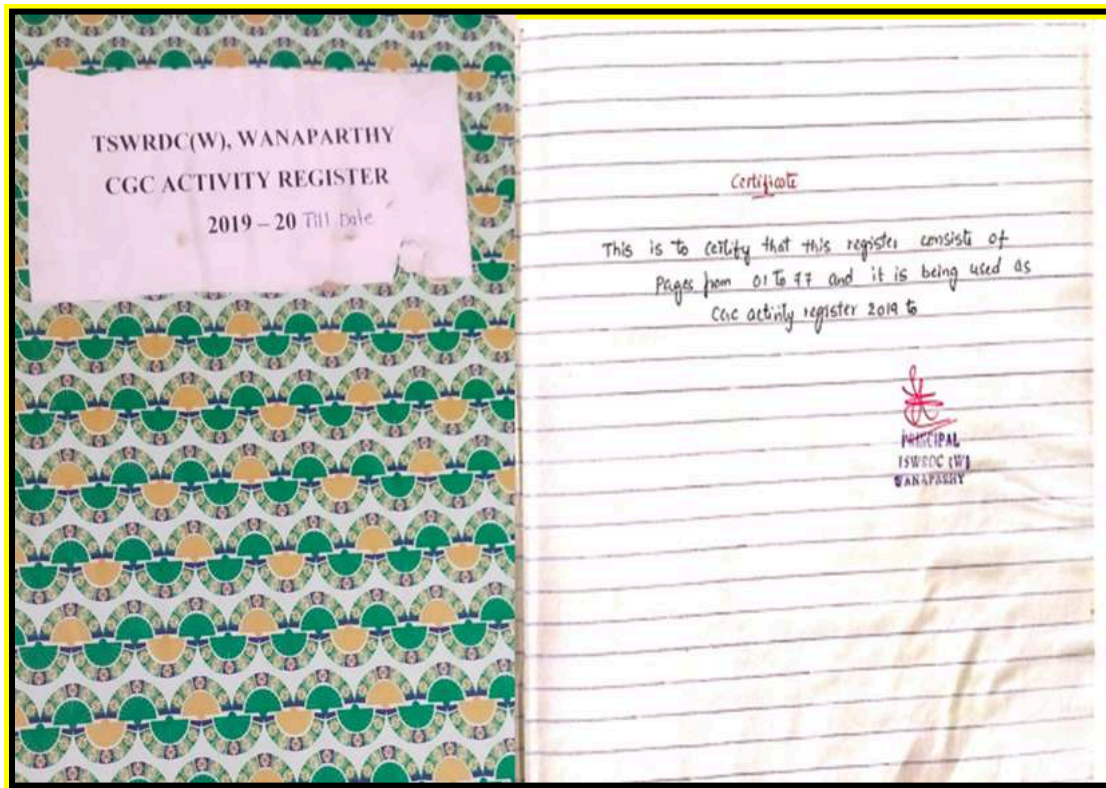 TSWRDC(W), WANAPARTHY
CGC ACTIVITY REGISTER
2019 – 20 Till Date
Certificate
This is to certify that this register consists of
Pages from 01 To 77 and it is being used as
CGC activity register 2019 to
PRINCIPAL
TSWRDC (W)
WANAPARHY